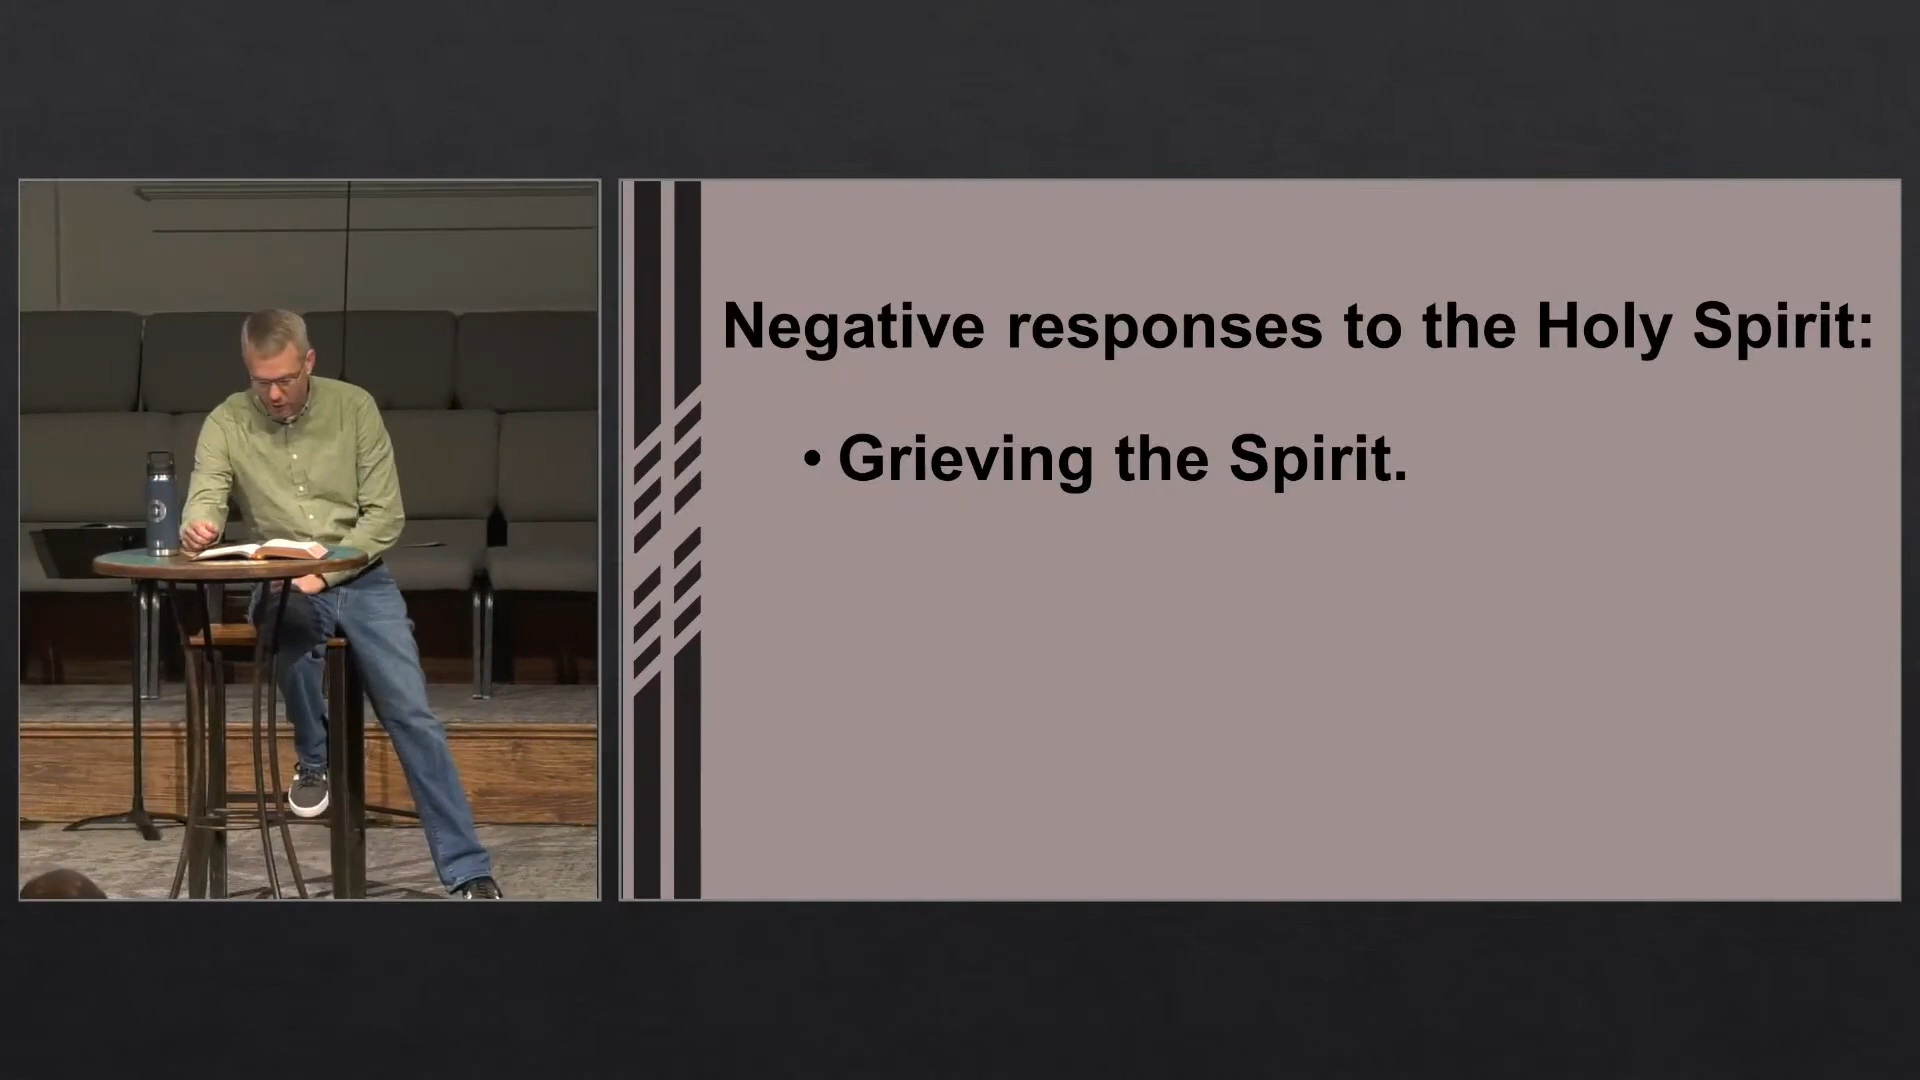 Negative responses to the Holy Spirit:
• Grieving the Spirit.